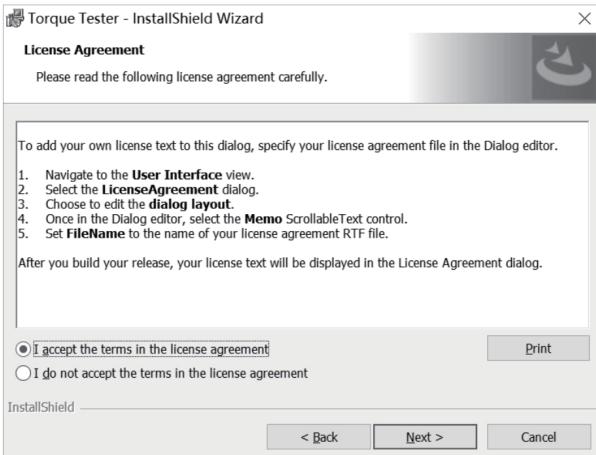 Torque Tester - InstallShield Wizard
License Agreement
Please read the following license agreement carefully.
To add your own license text to this dialog, specify your license agreement file in the Dialog editor.
1. Navigate to the User Interface view.
2. Select the LicenseAgreement dialog.
3. Choose to edit the dialog layout.
4. Once in the Dialog editor, select the Memo ScrollableText control.
5. Set FileName to the name of your license agreement RTF file.
After you build your release, your license text will be displayed in the License Agreement dialog.
I accept the terms in the license agreement
Print
I do not accept the terms in the license agreement
InstallShield
< Back Next > Cancel